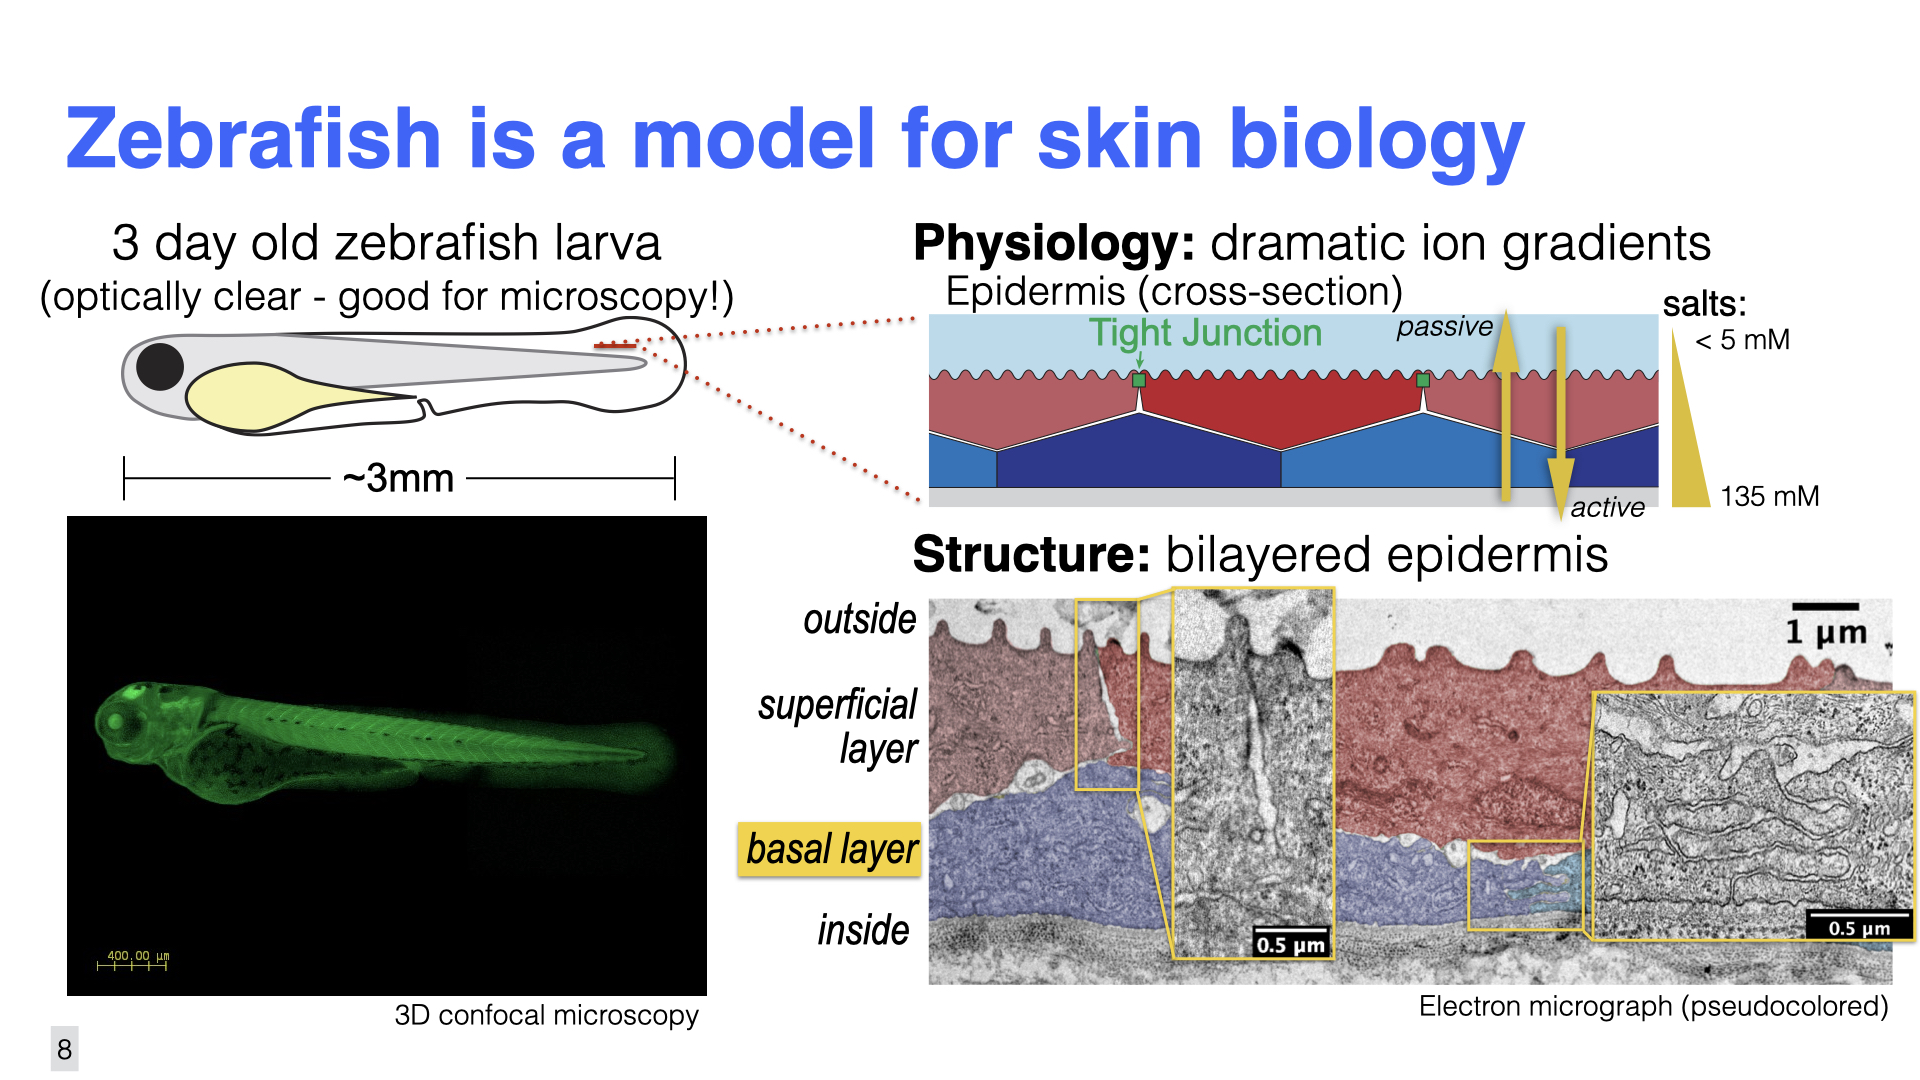 Zebrafish is a model for skin biology
3 day old zebrafish larva
(optically clear - good for microscopy!)
~3mm
400.00 µm
3D confocal microscopy
Physiology: dramatic ion gradients
Epidermis (cross-section)
Tight Junction
passive
active
salts:
< 5 mM
135 mM
Structure: bilayered epidermis
outside
superficial
layer
basal layer
inside
1 µm
0.5 µm
0.5 µm
Electron micrograph (pseudocolored)
8